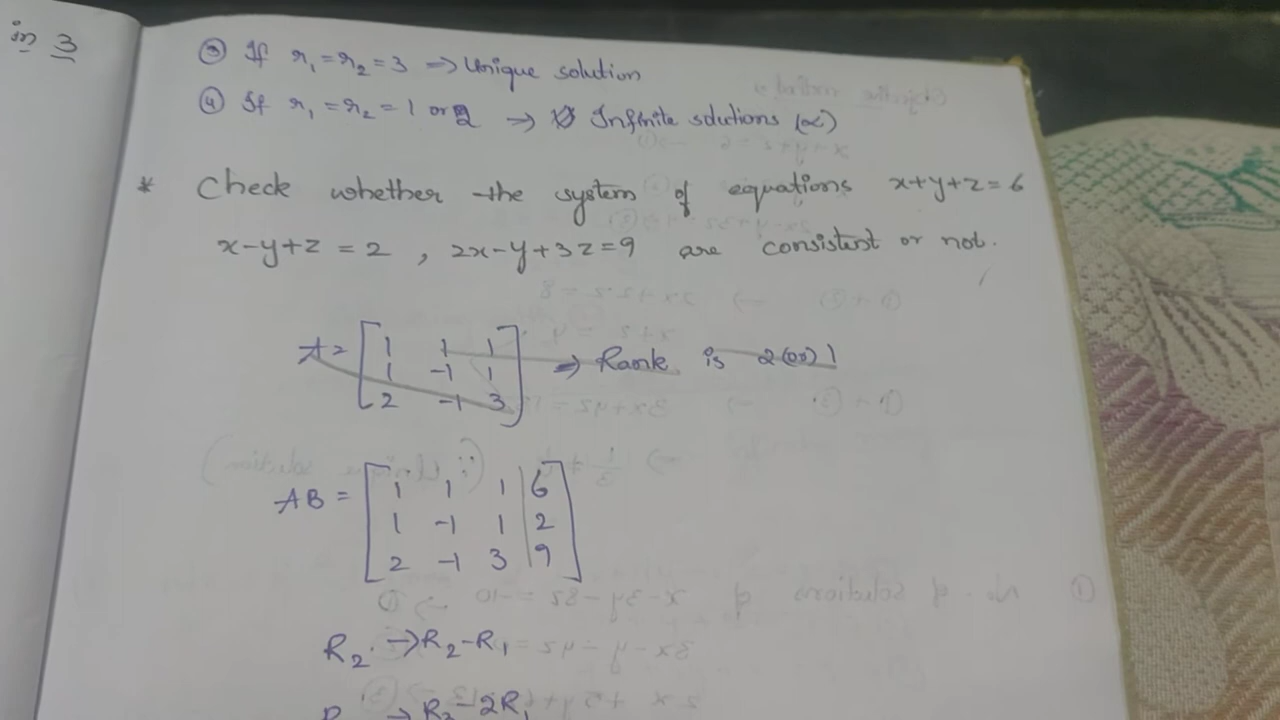 in 3
③ If r₁=r₂=3 => Unique solution
④ If r₁=r₂=1 or 2 → Infinite solutions (∝)
* Check whether the system of equations x+y+z=6
x-y+z=2 , 2x-y+3z=9 are consistent or not.
A= [ 1 1 1
1 -1 1 ⇒ Rank is 2(or) 1
2 -1 3 ]
AB = [ 1 1 1 | 6
1 -1 1 | 2
2 -1 3 | 9 ]
R₂ → R₂-R₁
→ R₃-2R₁